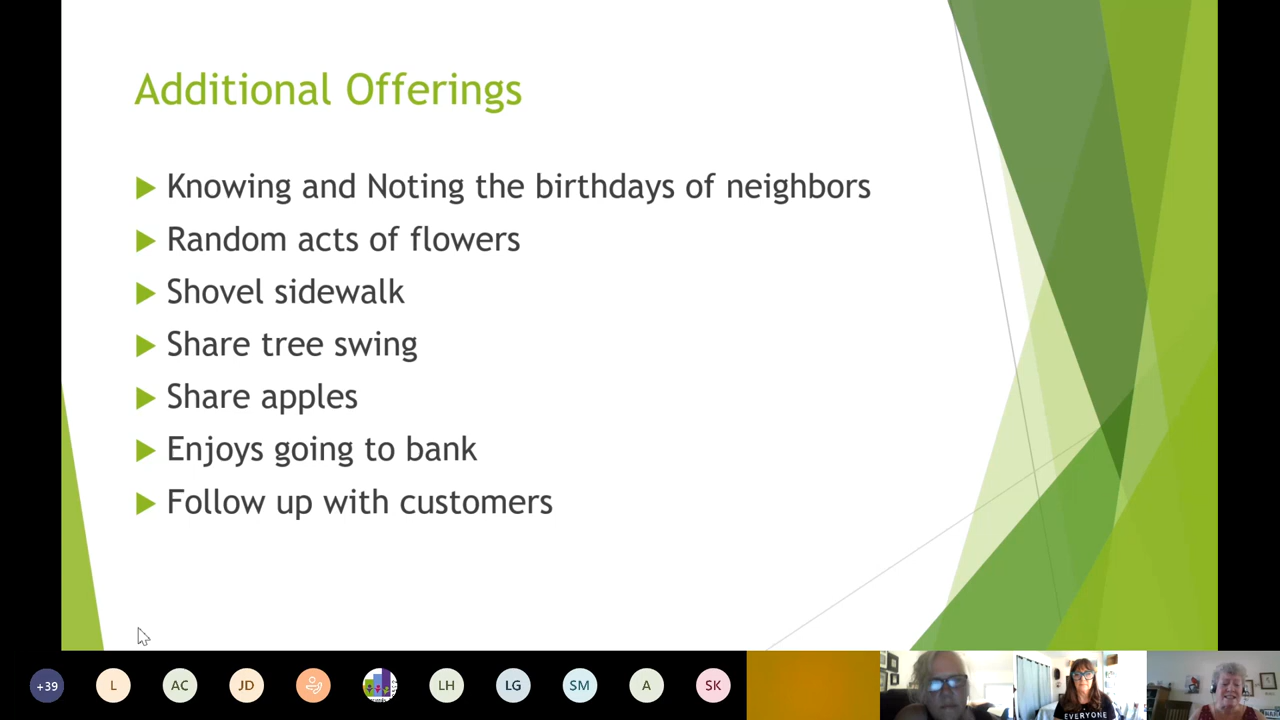 Additional Offerings
Knowing and Noting the birthdays of neighbors
Random acts of flowers
Shovel sidewalk
Share tree swing
Share apples
Enjoys going to bank
Follow up with customers
+39
L
AC
JD
LH
LG
SM
A
SK
EVERYONE